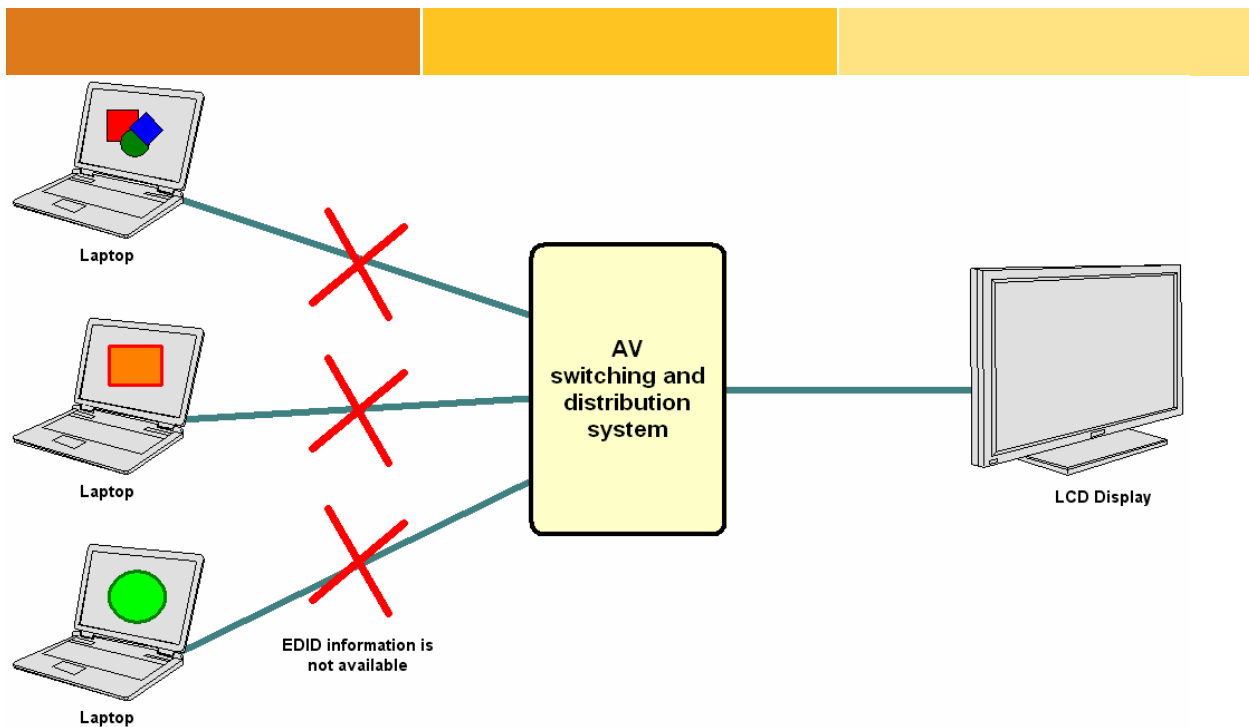 Laptop
AV
switching and
distribution
system
Laptop
LCD Display
EDID information is
not available
Laptop